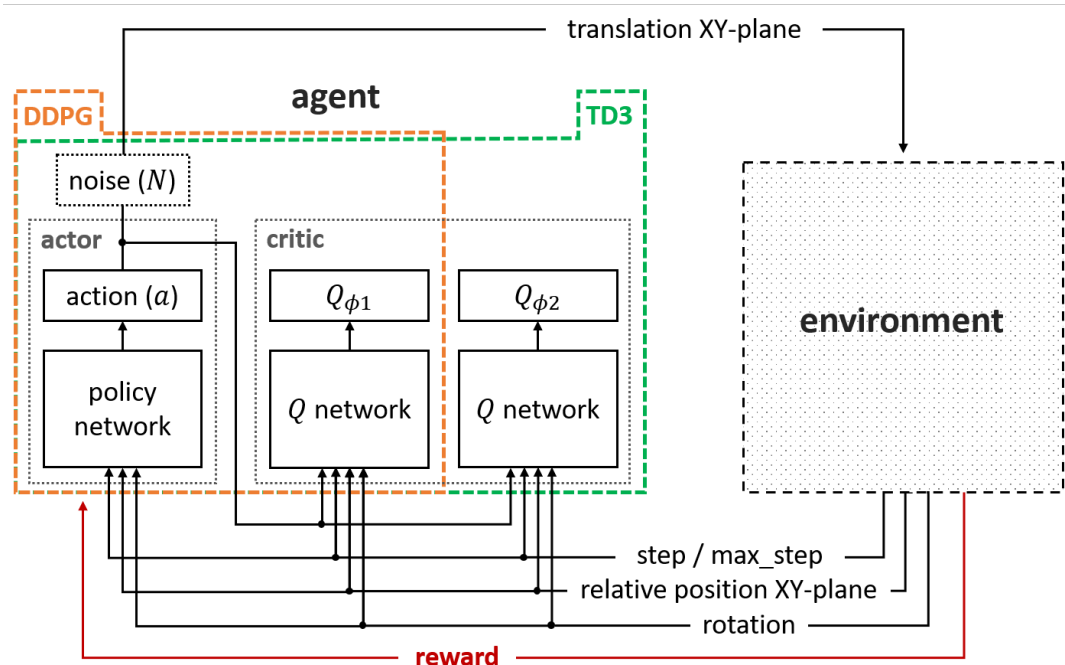 translation XY-plane
agent
DDPG
TD3
noise (N)
actor
critic
action (a)
Qϕ1
Qϕ2
environment
policy
network
Q network
Q network
step / max_step
relative position XY-plane
rotation
reward